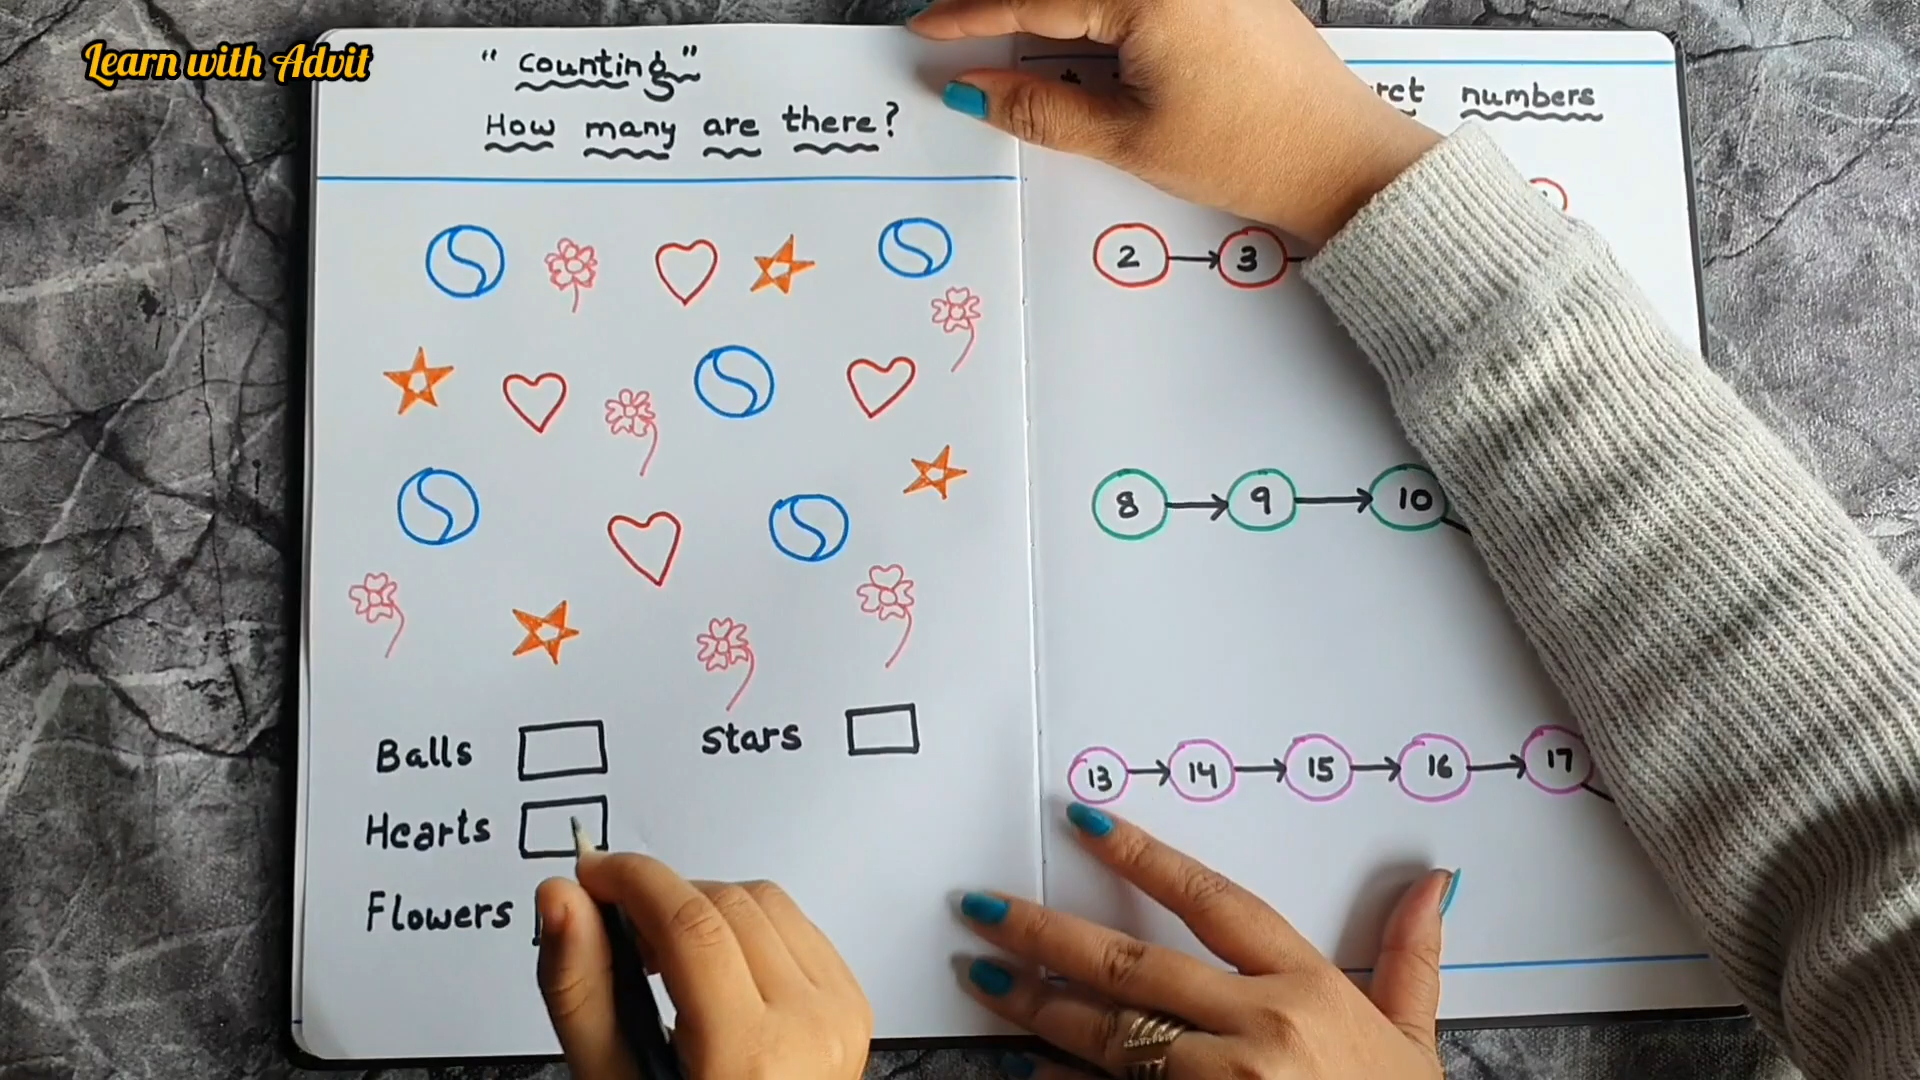 Learn with Advit
" counting "
How many are there?
Balls
stars
Hearts
Flowers
numbers
2 3
8 9 10
13 14 15 16 17